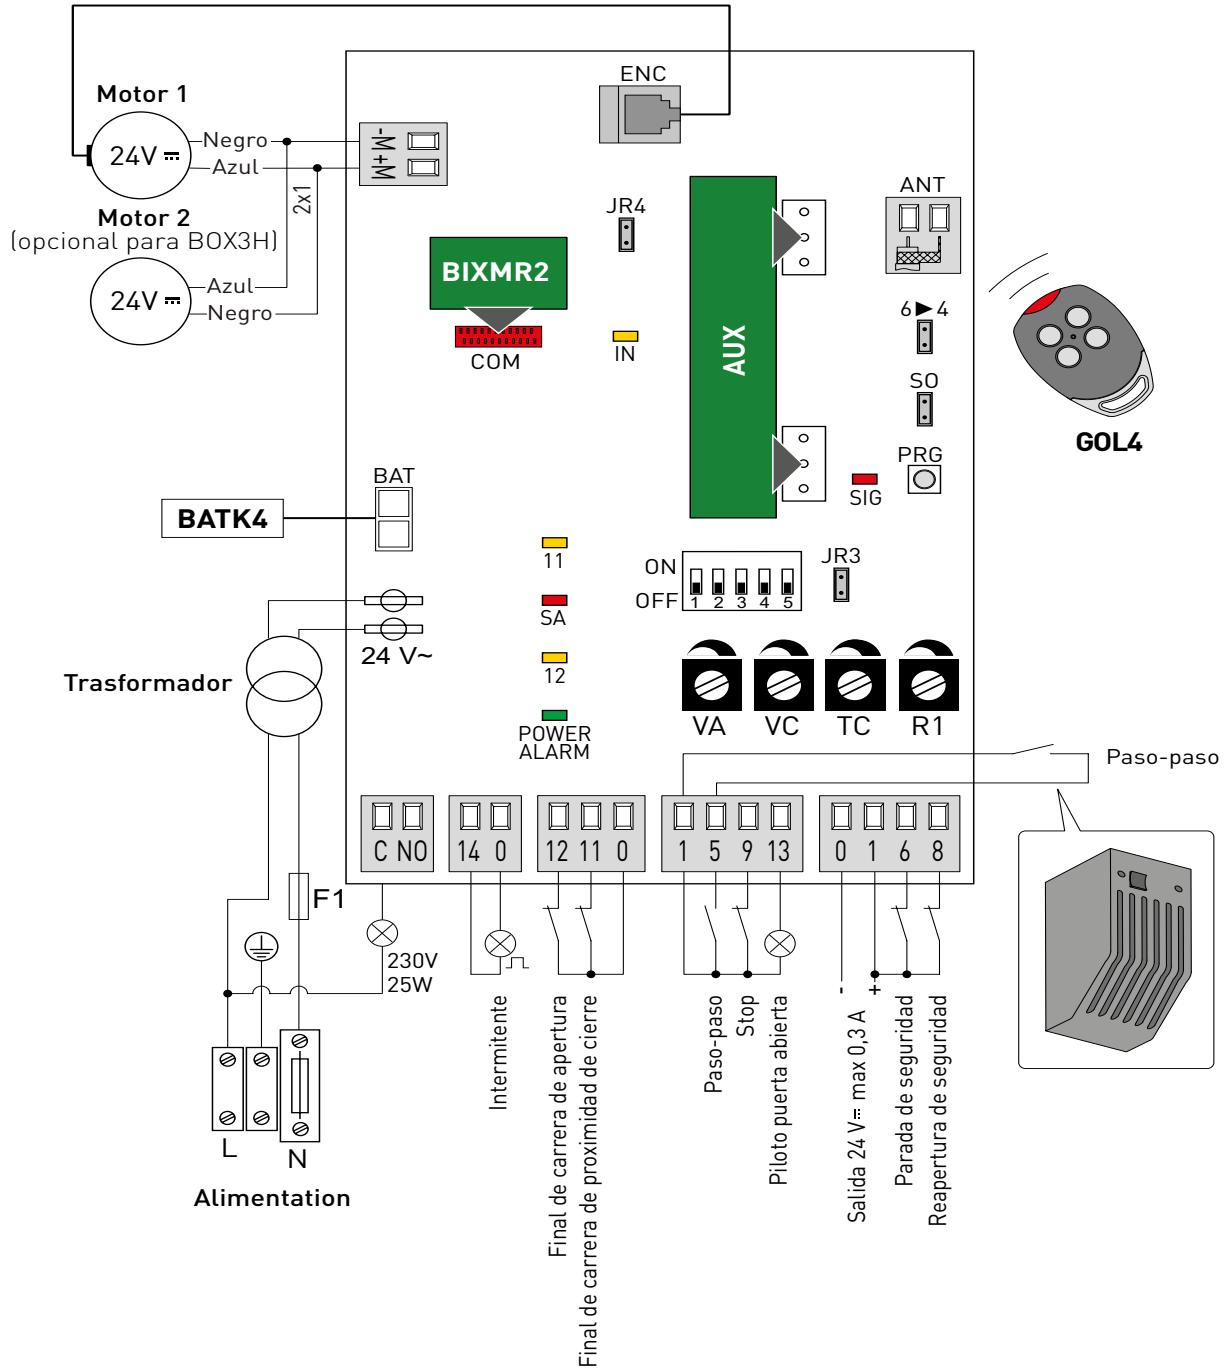 ENC
Motor 1
24V
Negro
Azul
-M +M
2x1
Motor 2
(opcional para BOX3H)
24V
Azul
Negro
JR4
ANT
BIXMR2
COM
IN
AUX
6►4
SO
GOL4
PRG
SIG
BAT
BATK4
11
SA
12
POWER
ALARM
ON
OFF
1 2 3 4 5
JR3
24 V~
Trasformador
VA
VC
TC
R1
Paso-paso
C NO
14 0
12 11 0
1 5 9 13
0 1 6 8
F1
230V
25W
-
+
Intermitente
Final de carrera de apertura
Final de carrera de proximidad de cierre
Paso-paso
Stop
Piloto puerta abierta
Salida 24 V⎓ max 0,3 A
Parada de seguridad
Reapertura de seguridad
L
N
Alimentation